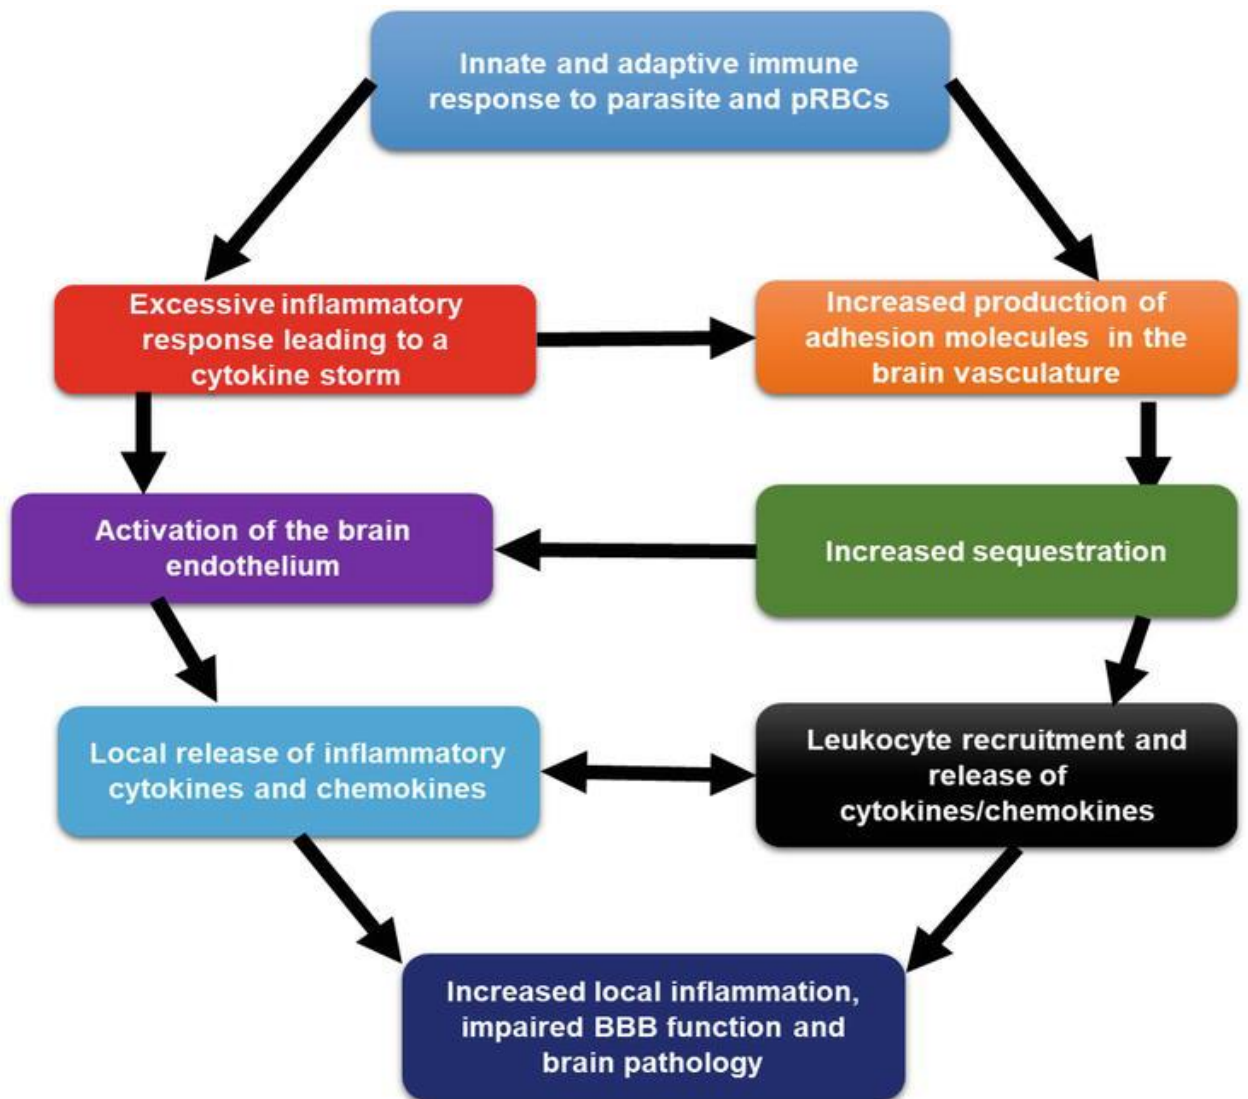 Innate and adaptive immune
response to parasite and pRBCs
Excessive inflammatory
response leading to a
cytokine storm
Increased production of
adhesion molecules in the
brain vasculature
Activation of the brain
endothelium
Increased sequestration
Local release of inflammatory
cytokines and chemokines
Leukocyte recruitment and
release of
cytokines/chemokines
Increased local inflammation,
impaired BBB function and
brain pathology